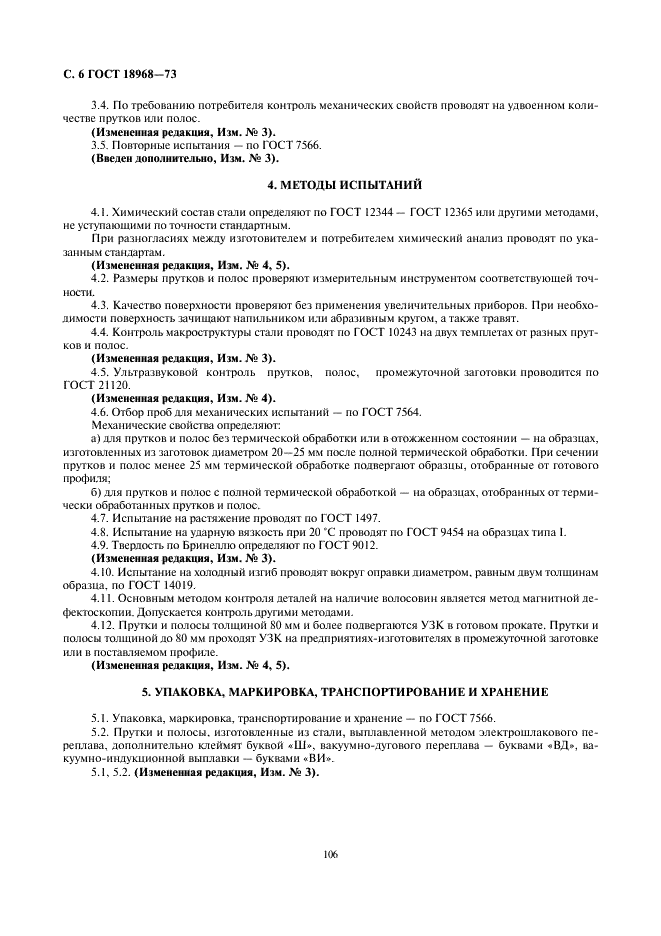 С. 6 ГОСТ 18968—73
3.4. По требованию потребителя контроль механических свойств проводят на удвоенном коли-
честве прутков или полос.
(Измененная редакция, Изм. № 3).
3.5. Повторные испытания — по ГОСТ 7566.
(Введен дополнительно, Изм. № 3).
4. МЕТОДЫ ИСПЫТАНИЙ
4.1. Химический состав стали определяют по ГОСТ 12344 — ГОСТ 12365 или другими методами,
не уступающими по точности стандартным.
При разногласиях между изготовителем и потребителем химический анализ проводят по ука-
занным стандартам.
(Измененная редакция, Изм. № 4, 5).
4.2. Размеры прутков и полос проверяют измерительным инструментом соответствующей точ-
ности.
4.3. Качество поверхности проверяют без применения увеличительных приборов. При необхо-
димости поверхность зачищают напильником или абразивным кругом, а также травят.
4.4. Контроль макроструктуры стали проводят по ГОСТ 10243 на двух темплетах от разных прут-
ков и полос.
(Измененная редакция, Изм. № 3).
4.5. Ультразвуковой контроль прутков, полос, промежуточной заготовки проводится по
ГОСТ 21120.
(Измененная редакция, Изм. № 4).
4.6. Отбор проб для механических испытаний — по ГОСТ 7564.
Механические свойства определяют:
а) для прутков и полос без термической обработки или в отожженном состоянии — на образцах,
изготовленных из заготовок диаметром 20—25 мм после полной термической обработки. При сечении
прутков и полос менее 25 мм термической обработке подвергают образцы, отобранные от готового
профиля;
б) для прутков и полос с полной термической обработкой — на образцах, отобранных от терми-
чески обработанных прутков и полос.
4.7. Испытание на растяжение проводят по ГОСТ 1497.
4.8. Испытание на ударную вязкость при 20 °С проводят по ГОСТ 9454 на образцах типа I.
4.9. Твердость по Бринеллю определяют по ГОСТ 9012.
(Измененная редакция, Изм. № 3).
4.10. Испытание на холодный изгиб проводят вокруг оправки диаметром, равным двум толщинам
образца, по ГОСТ 14019.
4.11. Основным методом контроля деталей на наличие волосовин является метод магнитной де-
фектоскопии. Допускается контроль другими методами.
4.12. Прутки и полосы толщиной 80 мм и более подвергаются УЗК в готовом прокате. Прутки и
полосы толщиной до 80 мм проходят УЗК на предприятиях-изготовителях в промежуточной заготовке
или в поставляемом профиле.
(Измененная редакция, Изм. № 4, 5).
5. УПАКОВКА, МАРКИРОВКА, ТРАНСПОРТИРОВАНИЕ И ХРАНЕНИЕ
5.1. Упаковка, маркировка, транспортирование и хранение — по ГОСТ 7566.
5.2. Прутки и полосы, изготовленные из стали, выплавленной методом электрошлакового пе-
реплава, дополнительно клеймят буквой «Ш», вакуумно-дугового переплава — буквами «ВД», ва-
куумно-индукционной выплавки — буквами «ВИ».
5.1, 5.2. (Измененная редакция, Изм. № 3).
106